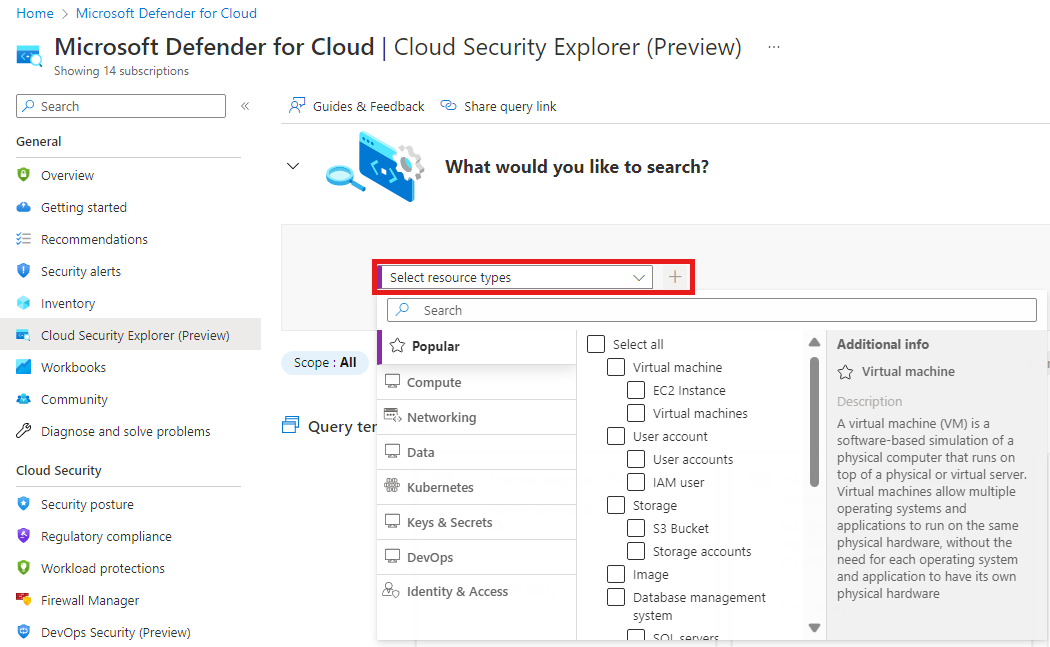 Home > Microsoft Defender for Cloud
Microsoft Defender for Cloud | Cloud Security Explorer (Preview) ...
Showing 14 subscriptions
Search «
General
Overview
Getting started
Recommendations
Security alerts
Inventory
Cloud Security Explorer (Preview)
Workbooks
Community
Diagnose and solve problems
Cloud Security
Security posture
Regulatory compliance
Workload protections
Firewall Manager
DevOps Security (Preview)
Guides & Feedback Share query link
What would you like to search?
Select resource types +
Scope : All
Query
Search
Popular
Compute
Networking
Data
Kubernetes
Keys & Secrets
DevOps
Identity & Access
Select all
Virtual machine
EC2 Instance
Virtual machines
User account
User accounts
IAM user
Storage
S3 Bucket
Storage accounts
Image
Database management
system
SQL servers
Additional info
Virtual machine
Description
A virtual machine (VM) is a
software-based simulation of a
physical computer that runs on
top of a physical or virtual server.
Virtual machines allow multiple
operating systems and
applications to run on the same
physical hardware, without the
need for each operating system
and application to have its own
physical hardware